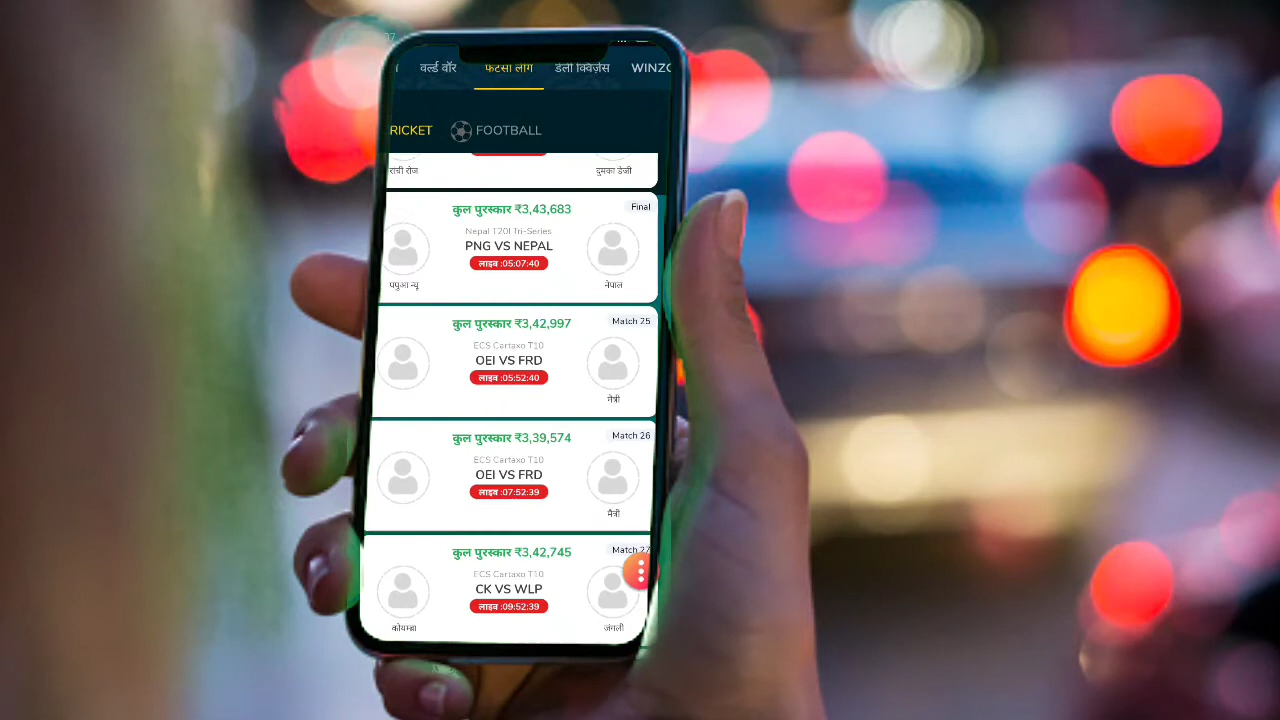 वर्ल्ड वॉर फैंटसी लीग डेली क्विज़ेस WINZO
RICKET FOOTBALL
रांची रोज दुमका डेजी
कुल पुरस्कार ₹3,43,683 Final
Nepal T20I Tri-Series
PNG VS NEPAL
लाइव :05:07:40
पपुआ न्यू नेपाल
कुल पुरस्कार ₹3,42,997 Match 25
ECS Cartaxo T10
OEI VS FRD
लाइव :05:52:40
मैत्री
कुल पुरस्कार ₹3,39,574 Match 26
ECS Cartaxo T10
OEI VS FRD
लाइव :07:52:39
मैत्री
कुल पुरस्कार ₹3,42,745 Match 27
ECS Cartaxo T10
CK VS WLP
लाइव :09:52:39
कोयम्ब्रा जंगली